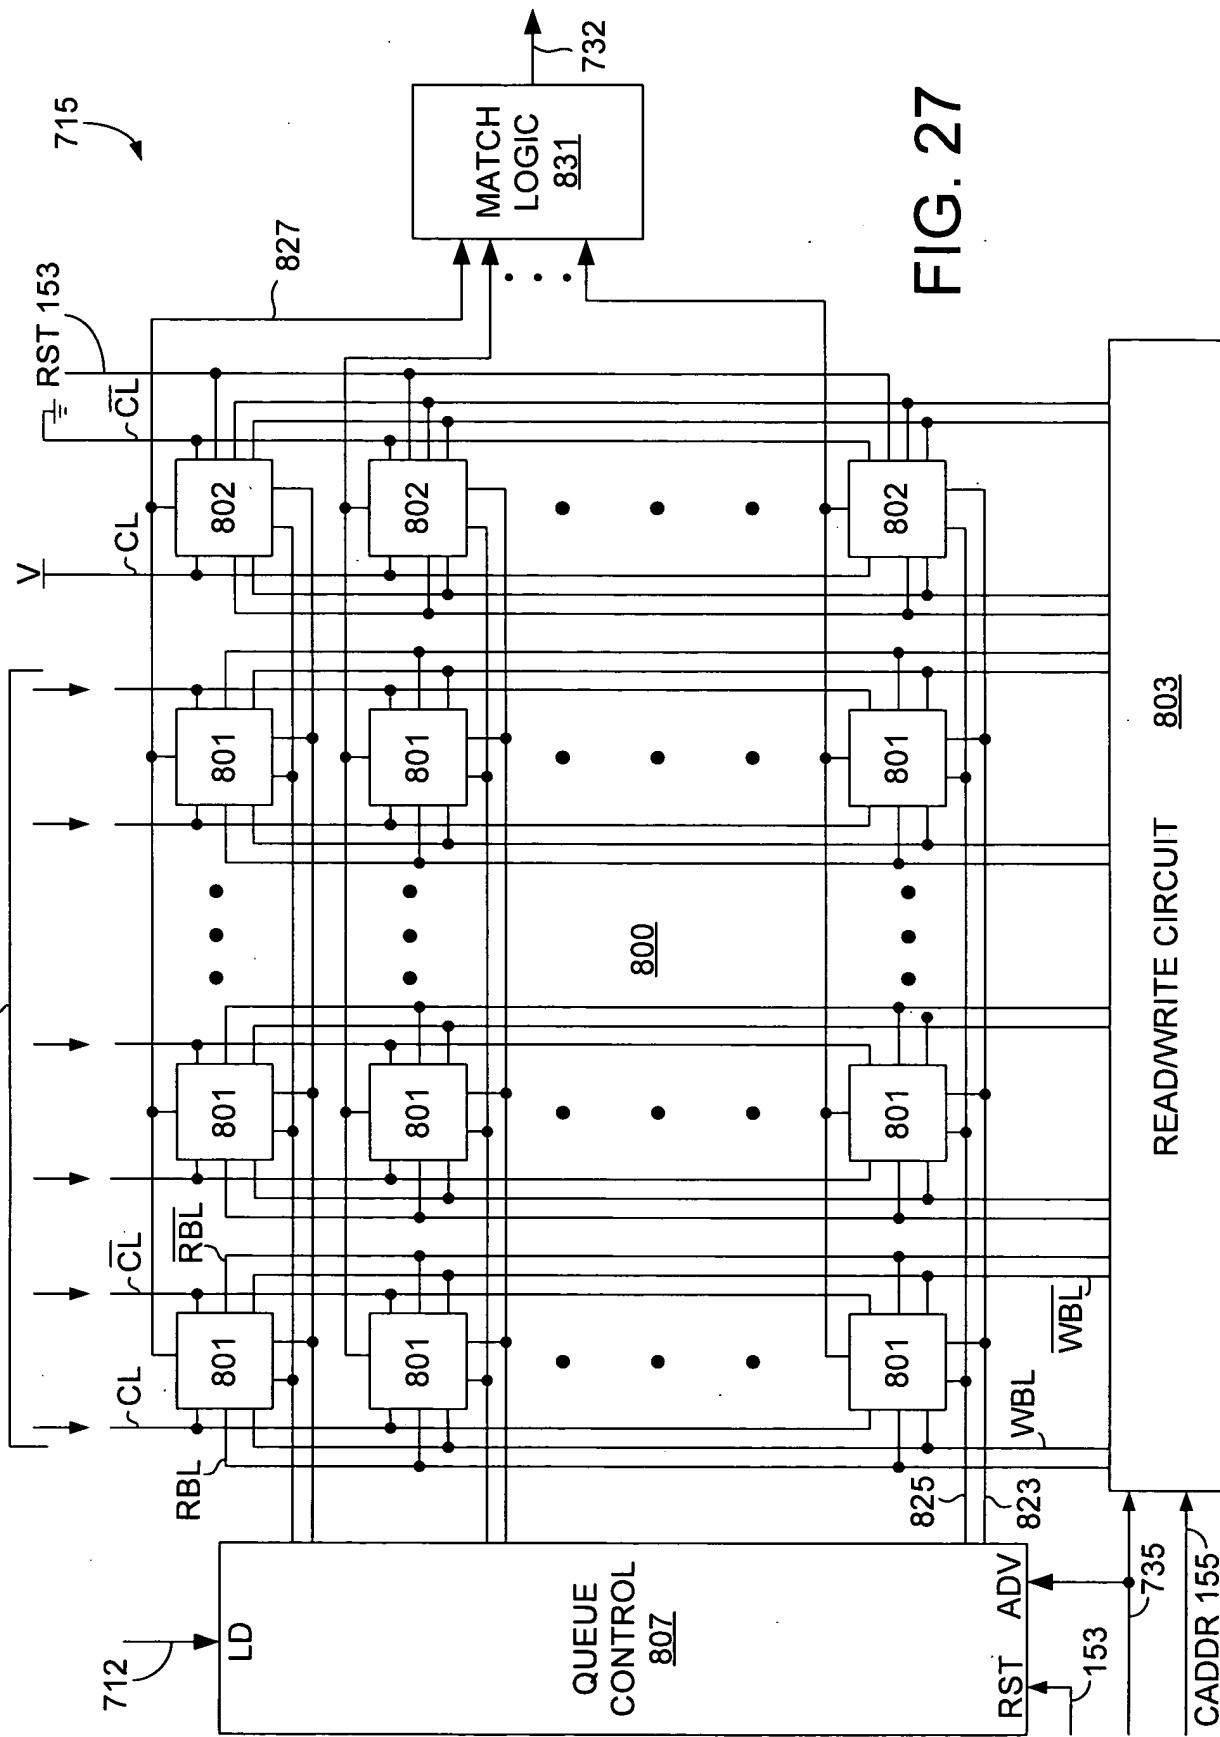 715
732
MATCH
LOGIC
831
827
RST 153
CL
V
CL
802
802
802
801
801
801
801
801
801
801
801
801
800
CL
RBL
CL
RBL
WBL
WBL
825
823
READ/WRITE CIRCUIT
803
712
LD
QUEUE
CONTROL
807
RST
ADV
153
735
CADDR 155
FIG. 27